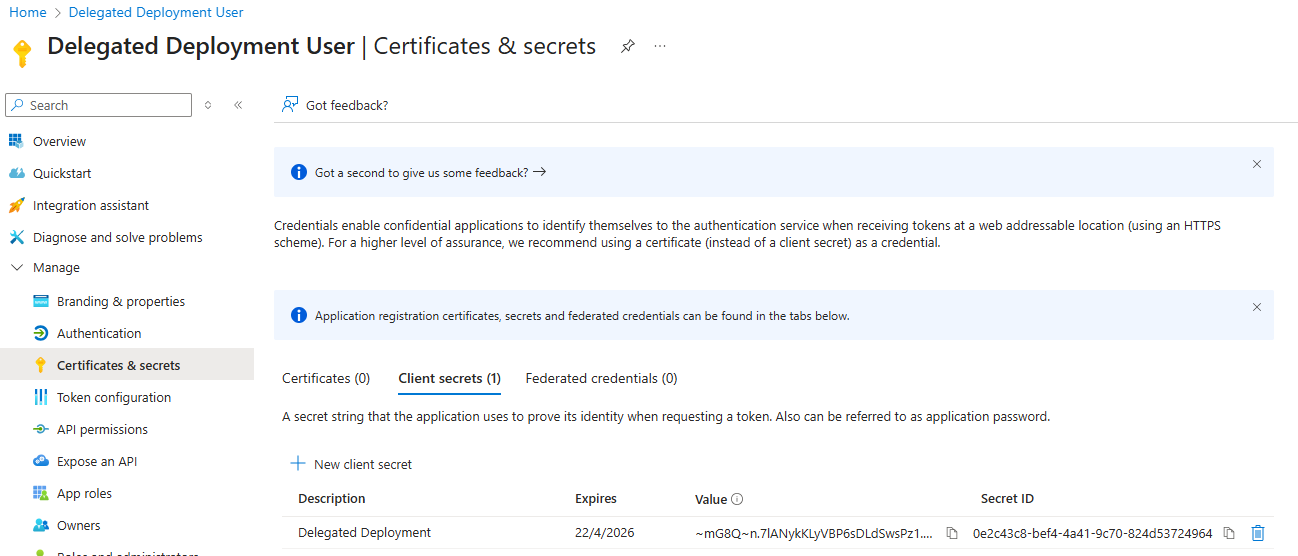 Home > Delegated Deployment User
Delegated Deployment User | Certificates & secrets
Search
Got feedback?
Overview
Quickstart
Integration assistant
Diagnose and solve problems
Manage
Branding & properties
Authentication
Certificates & secrets
Token configuration
API permissions
Expose an API
App roles
Owners
Roles and administrators
Got a second to give us some feedback?
Credentials enable confidential applications to identify themselves to the authentication service when receiving tokens at a web addressable location (using an HTTPS
scheme). For a higher level of assurance, we recommend using a certificate (instead of a client secret) as a credential.
Application registration certificates, secrets and federated credentials can be found in the tabs below.
Certificates (0) Client secrets (1) Federated credentials (0)
A secret string that the application uses to prove its identity when requesting a token. Also can be referred to as application password.
New client secret
Description Expires Value Secret ID
Delegated Deployment 22/4/2026 ~mG8Q~n.7lANykKLyVBP6sDLdSwsPz1.... 0e2c43c8-bef4-4a41-9c70-824d53724964